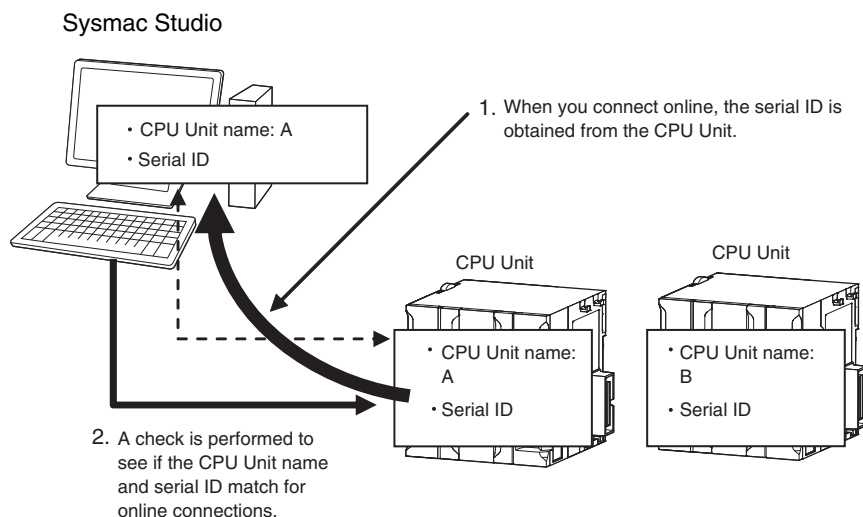 Sysmac Studio
• CPU Unit name: A
• Serial ID
1. When you connect online, the serial ID is
obtained from the CPU Unit.
CPU Unit
• CPU Unit name:
A
• Serial ID
CPU Unit
• CPU Unit name:
B
• Serial ID
2. A check is performed to
see if the CPU Unit name
and serial ID match for
online connections.